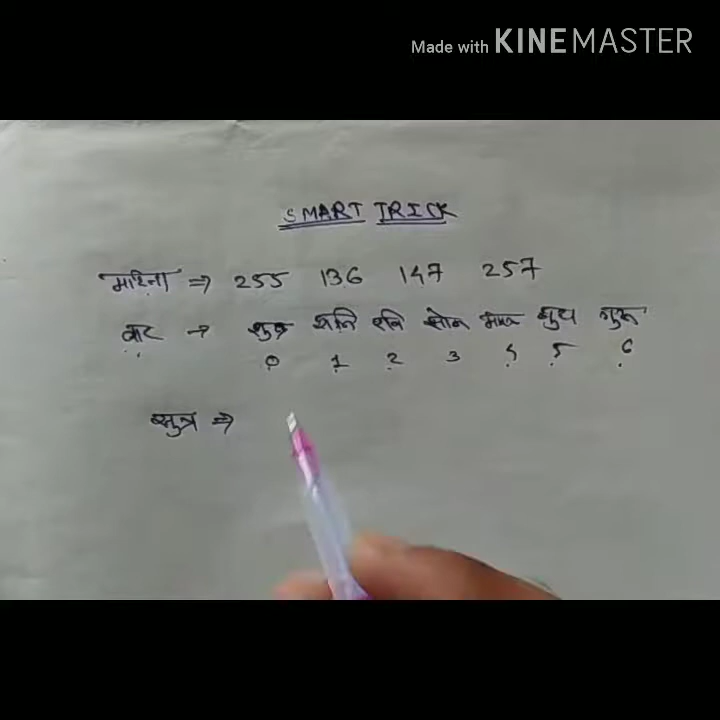 Made with KINEMASTER
SMART TRICK
माहिना ⇒ 255 136 147 257
वार → शुक्र शनि रवि सोम मंगल बुध गुरू
0 1 2 3 4 5 6
सुत्र ⇒